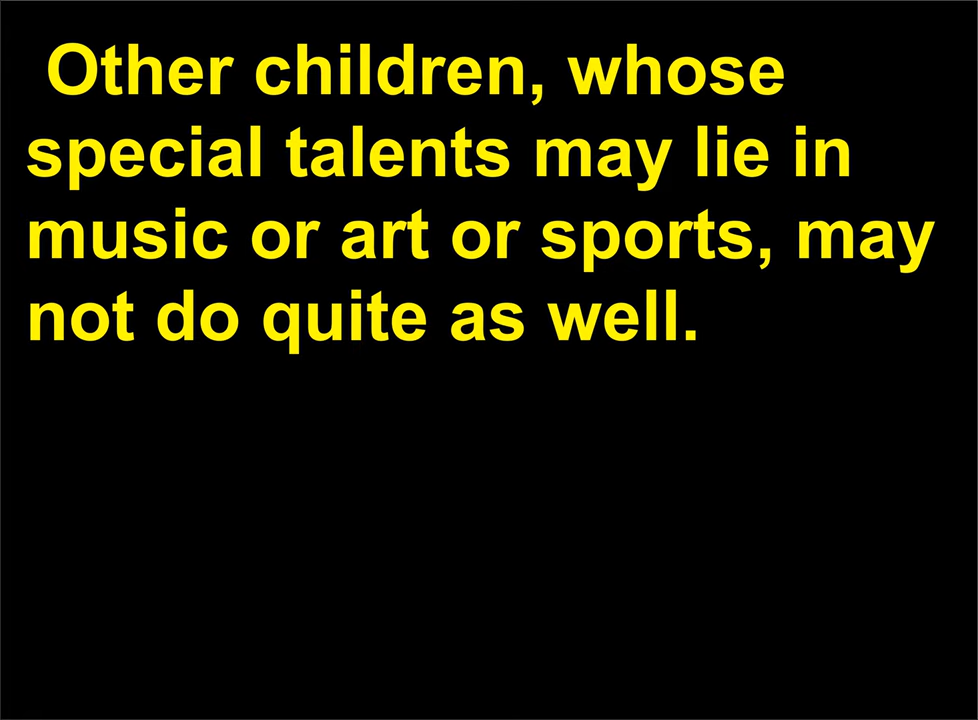 Other children, whose
special talents may lie in
music or art or sports, may
not do quite as well.